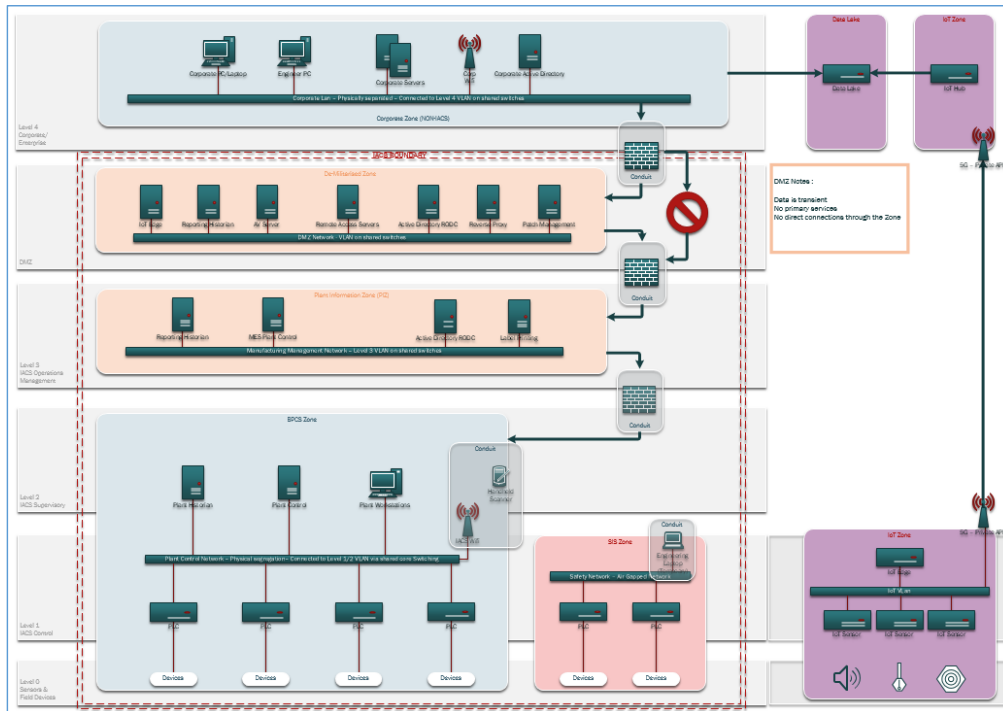 Data Lake
IoT Zone
Corporate PC/Laptop
Engineer PC
Corporate Servers
Corp Wifi
Corporate Active Directory
Data Lake
IoT Hub
Corporate Lan – Physically separated – Connected to Level 4 VLAN on shared switches
Corporate Zone (NON-IACS)
Level 4
Corporate/
Enterprise
Conduit
IACS BOUNDARY
De-Militarised Zone
DMZ Notes :
Data is transient
No primary services
No direct connections through the Zone
IoT Edge
Reporting Historian
AV Server
Remote Access Servers
Active Directory RODC
Reverse Proxy
Patch Management
DMZ Network - VLAN on shared switches
DMZ
Conduit
Plant Information Zone (PIZ)
Reporting Historian
MES Plant Control
Active Directory RODC
Label Printing
Manufacturing Management Network – Level 3 VLAN on shared switches
Level 3
IACS Operations
Management
Conduit
BPCS Zone
Conduit
Handheld
Scanner
Plant Historian
Plant Control
Plant Workstations
IACS Wifi
Level 2
IACS Supervisory
Plant Control Network – Physical segregation - Connected to Level 1/2 VLAN via shared core Switching
SIS Zone
Conduit
Engineering
Laptop
Safety Network – Air Gapped Network
IoT Zone
IoT Edge
IoT VLan
PLC
PLC
PLC
PLC
PLC
PLC
IoT Sensor
IoT Sensor
IoT Sensor
Level 1
IACS Control
Level 0
Sensors &
Field Devices
Devices
Devices
Devices
Devices
Devices
Devices